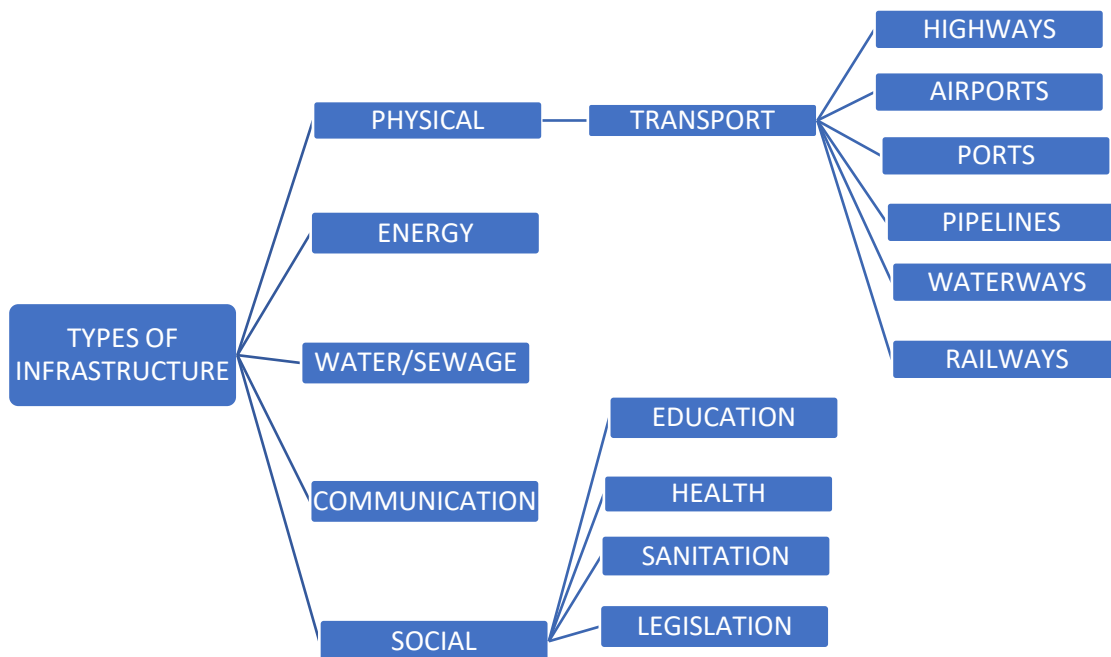 TYPES OF
INFRASTRUCTURE
PHYSICAL
TRANSPORT
HIGHWAYS
AIRPORTS
PORTS
PIPELINES
WATERWAYS
RAILWAYS
ENERGY
WATER/SEWAGE
COMMUNICATION
SOCIAL
EDUCATION
HEALTH
SANITATION
LEGISLATION